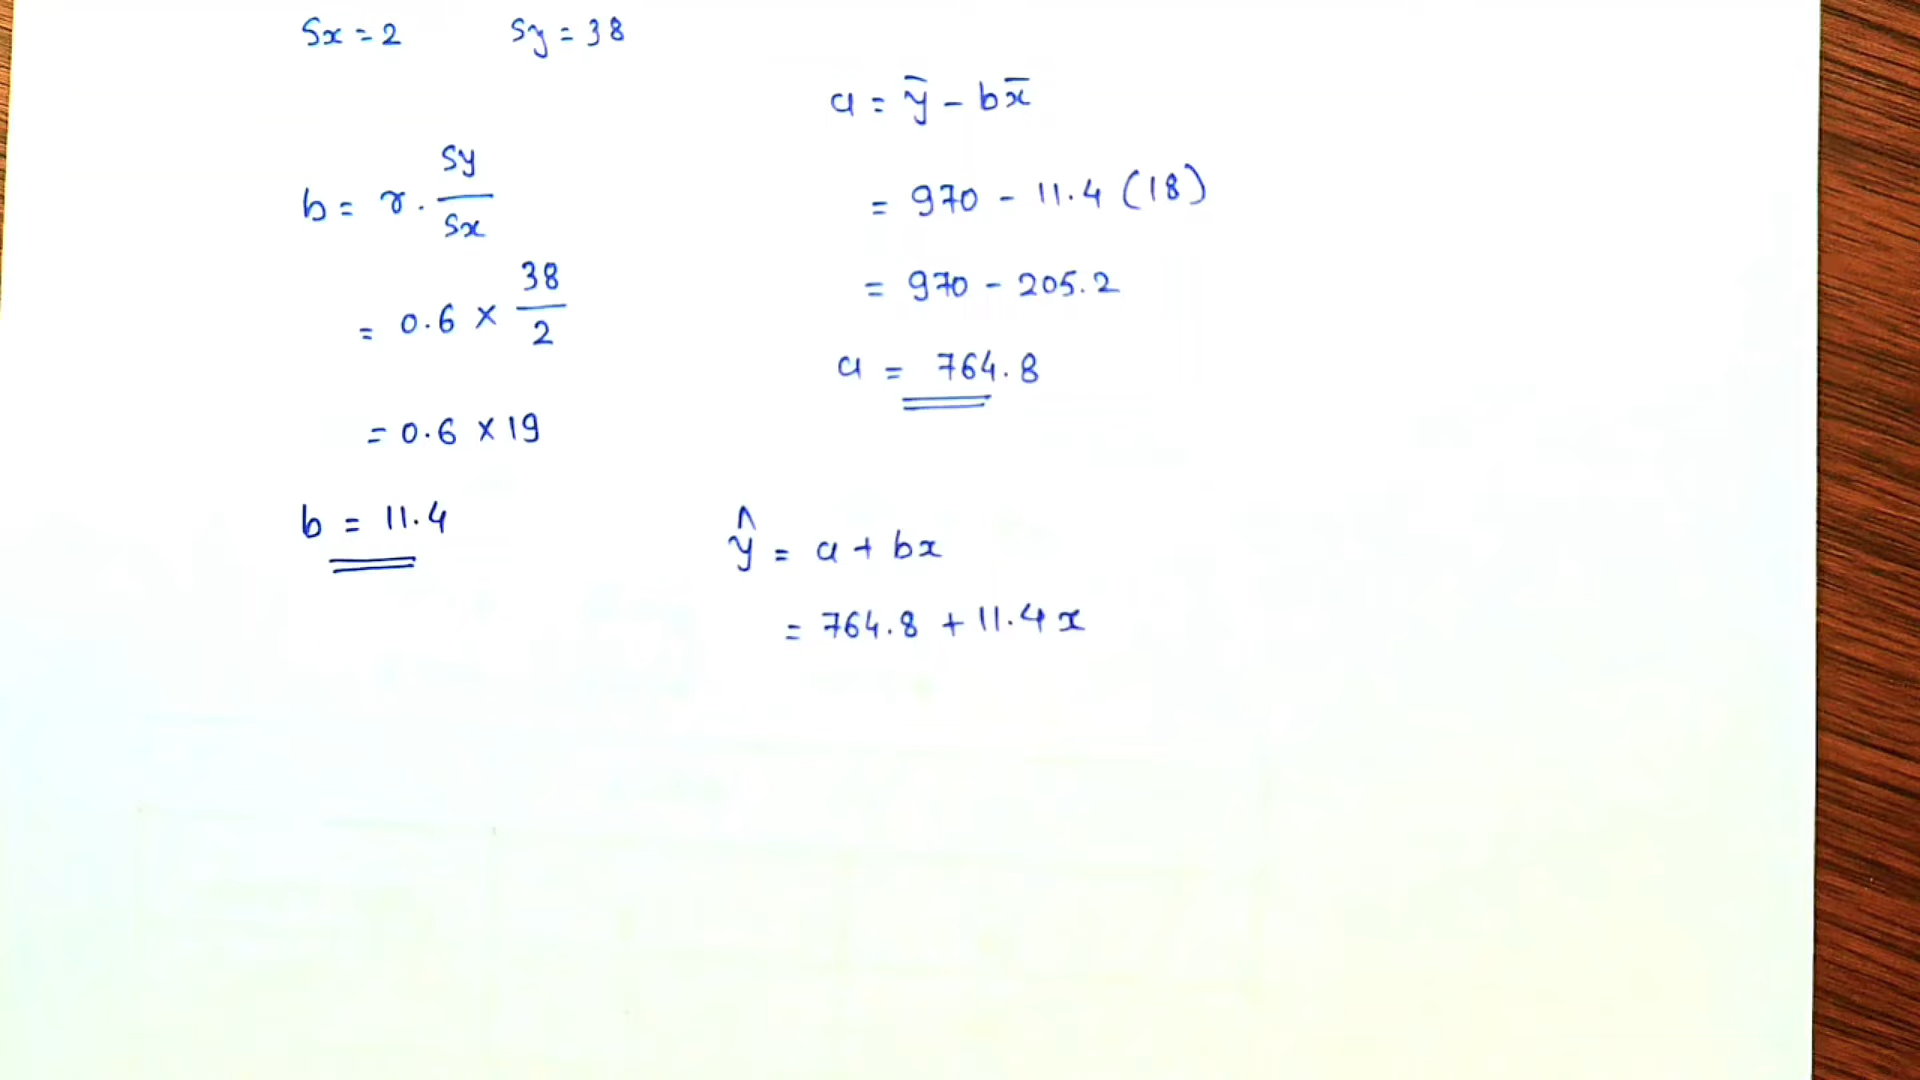 Sx = 2 Sy = 38
b = r. Sy/Sx
= 0.6 × 38/2
= 0.6 × 19
b = 11.4
a = ȳ - bx̄
= 970 - 11.4 (18)
= 970 - 205.2
a = 764.8
ŷ = a + bx
= 764.8 + 11.4x